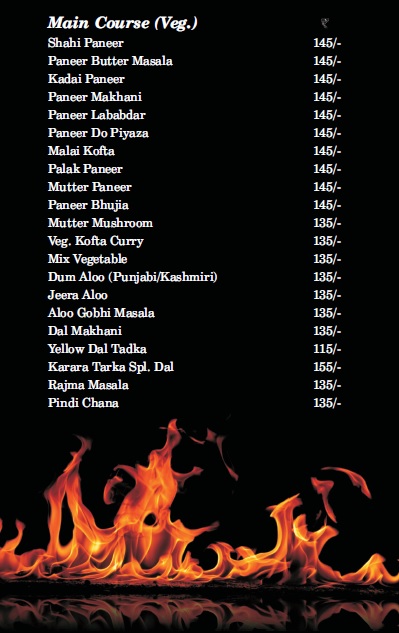 Main Course (Veg.)
Shahi Paneer 145/-
Paneer Butter Masala 145/-
Kadai Paneer 145/-
Paneer Makhani 145/-
Paneer Lababdar 145/-
Paneer Do Piyaza 145/-
Malai Kofta 145/-
Palak Paneer 145/-
Mutter Paneer 145/-
Paneer Bhujia 145/-
Mutter Mushroom 135/-
Veg. Kofta Curry 135/-
Mix Vegetable 135/-
Dum Aloo (Punjabi/Kashmiri) 135/-
Jeera Aloo 135/-
Aloo Gobhi Masala 135/-
Dal Makhani 135/-
Yellow Dal Tadka 115/-
Karara Tarka Spl. Dal 155/-
Rajma Masala 135/-
Pindi Chana 135/-